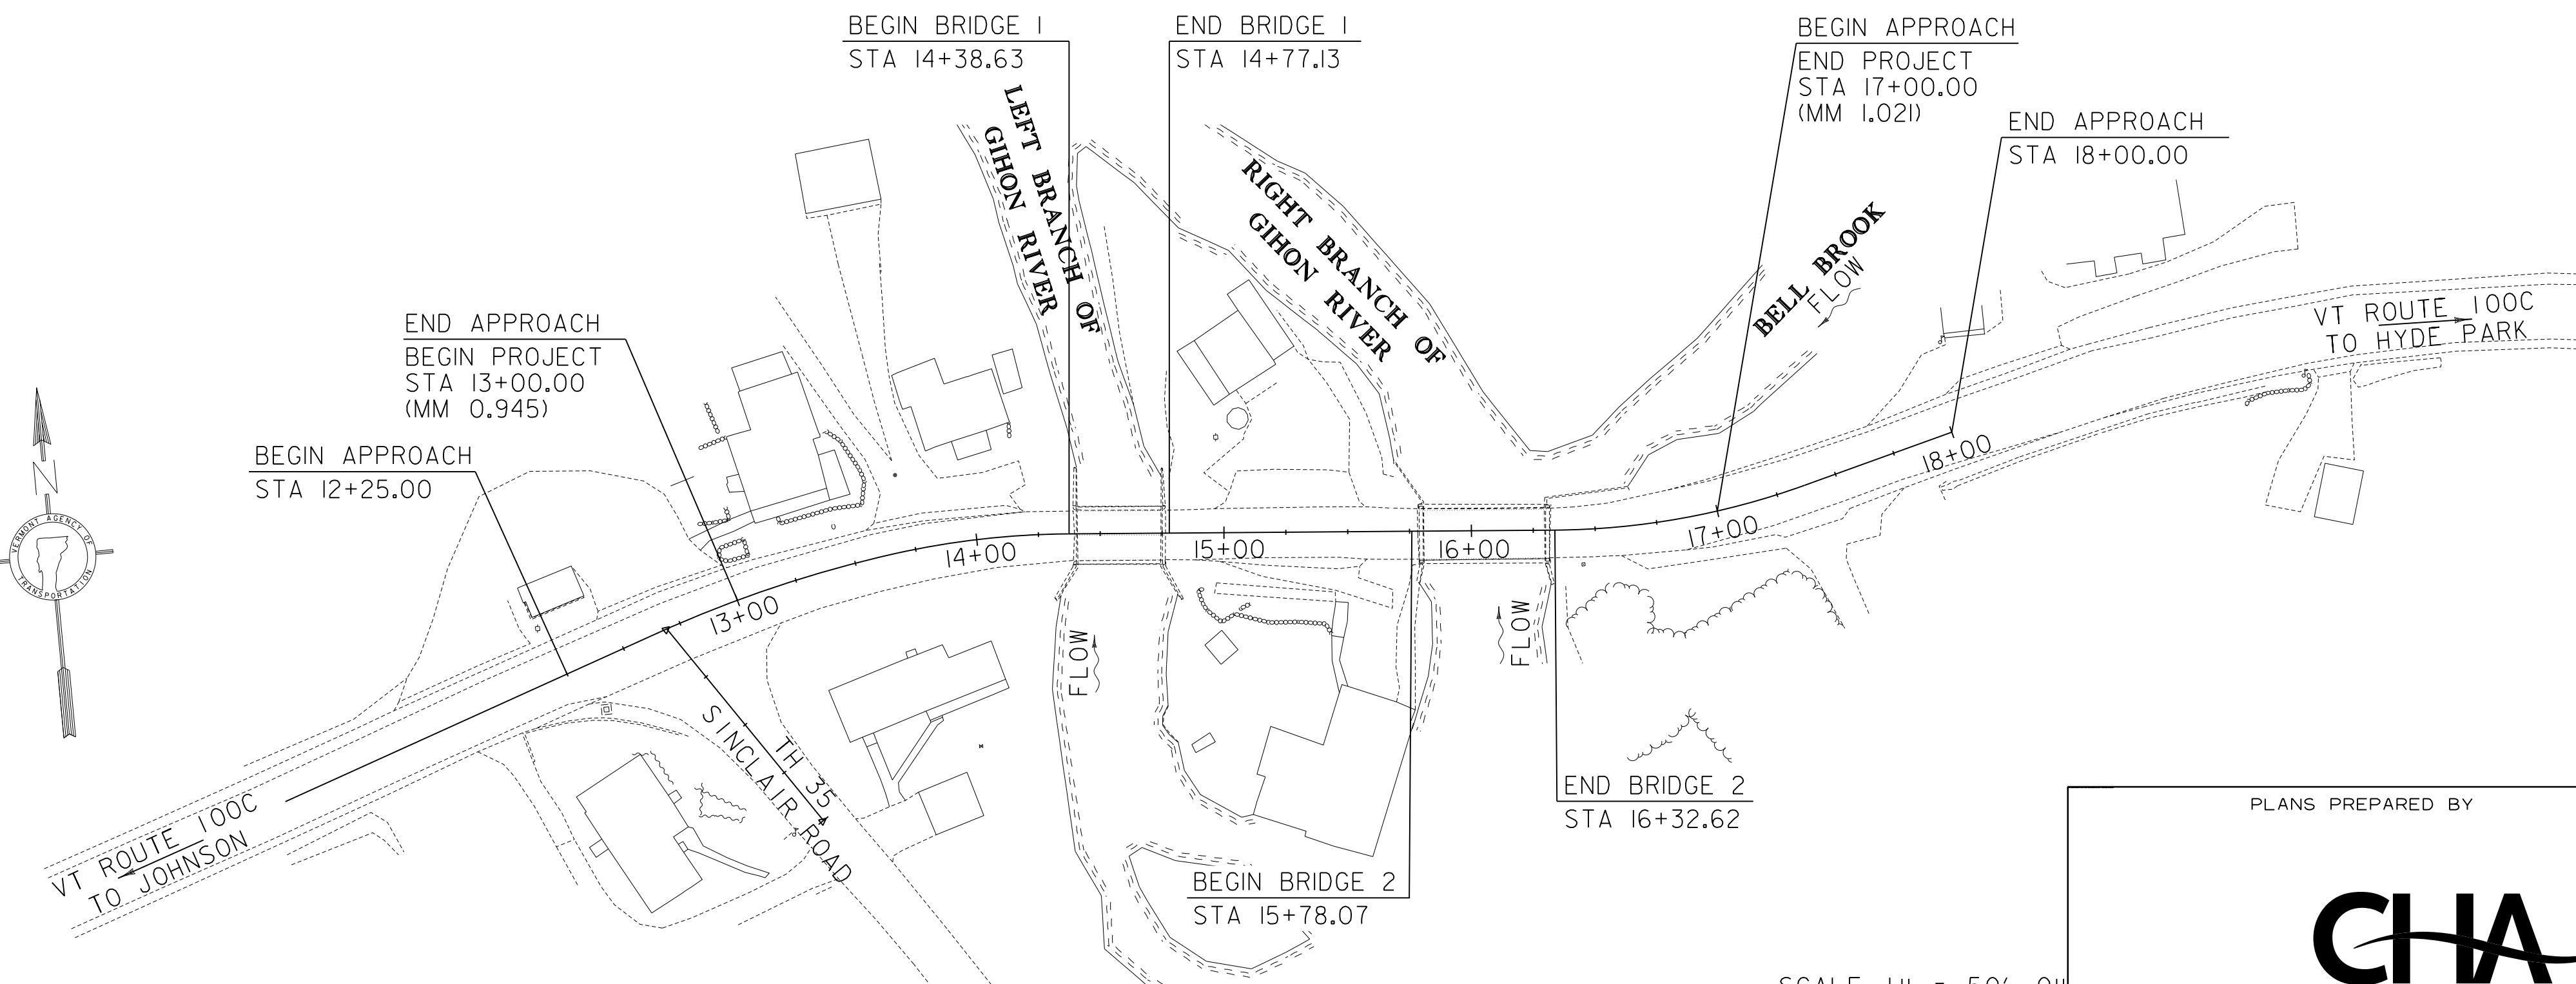 BEGIN BRIDGE 1
STA 14+38.63
END BRIDGE 1
STA 14+77.13
BEGIN APPROACH
END PROJECT
STA 17+00.00
(MM 1.021)
END APPROACH
STA 18+00.00
LEFT BRANCH OF
GIHON RIVER
RIGHT BRANCH OF
GIHON RIVER
BELL BROOK
FLOW
VT ROUTE 100C
TO HYDE PARK
END APPROACH
BEGIN PROJECT
STA 13+00.00
(MM 0.945)
BEGIN APPROACH
STA 12+25.00
N
VERMONT AGENCY OF
TRANSPORTATION
13+00
14+00
15+00
16+00
17+00
18+00
FLOW
FLOW
TH 35
SINCLAIR ROAD
VT ROUTE 100C
TO JOHNSON
END BRIDGE 2
STA 16+32.62
BEGIN BRIDGE 2
STA 15+78.07
PLANS PREPARED BY
CHA